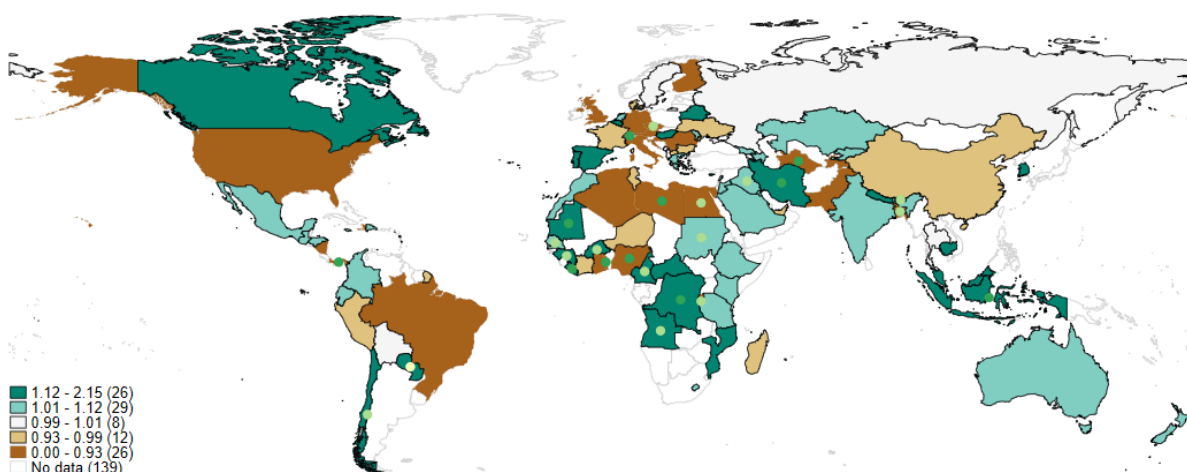 1.12 - 2.15 (26)
1.01 - 1.12 (29)
0.99 - 1.01 (8)
0.93 - 0.99 (12)
0.00 - 0.93 (26)
No data (139)